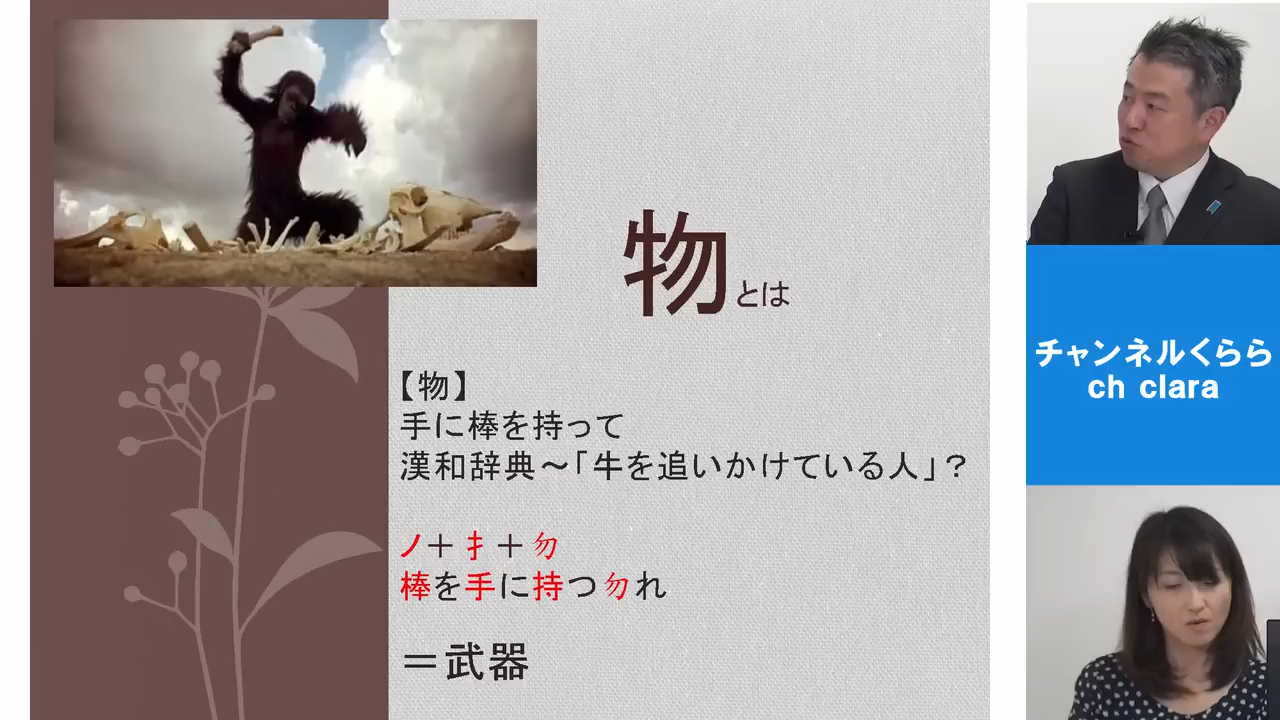 物とは
【物】
手に棒を持って
漢和辞典～「牛を追いかけている人」？
ノ＋扌＋勿
棒を手に持つ勿れ
＝武器
チャンネルくらら
ch clara